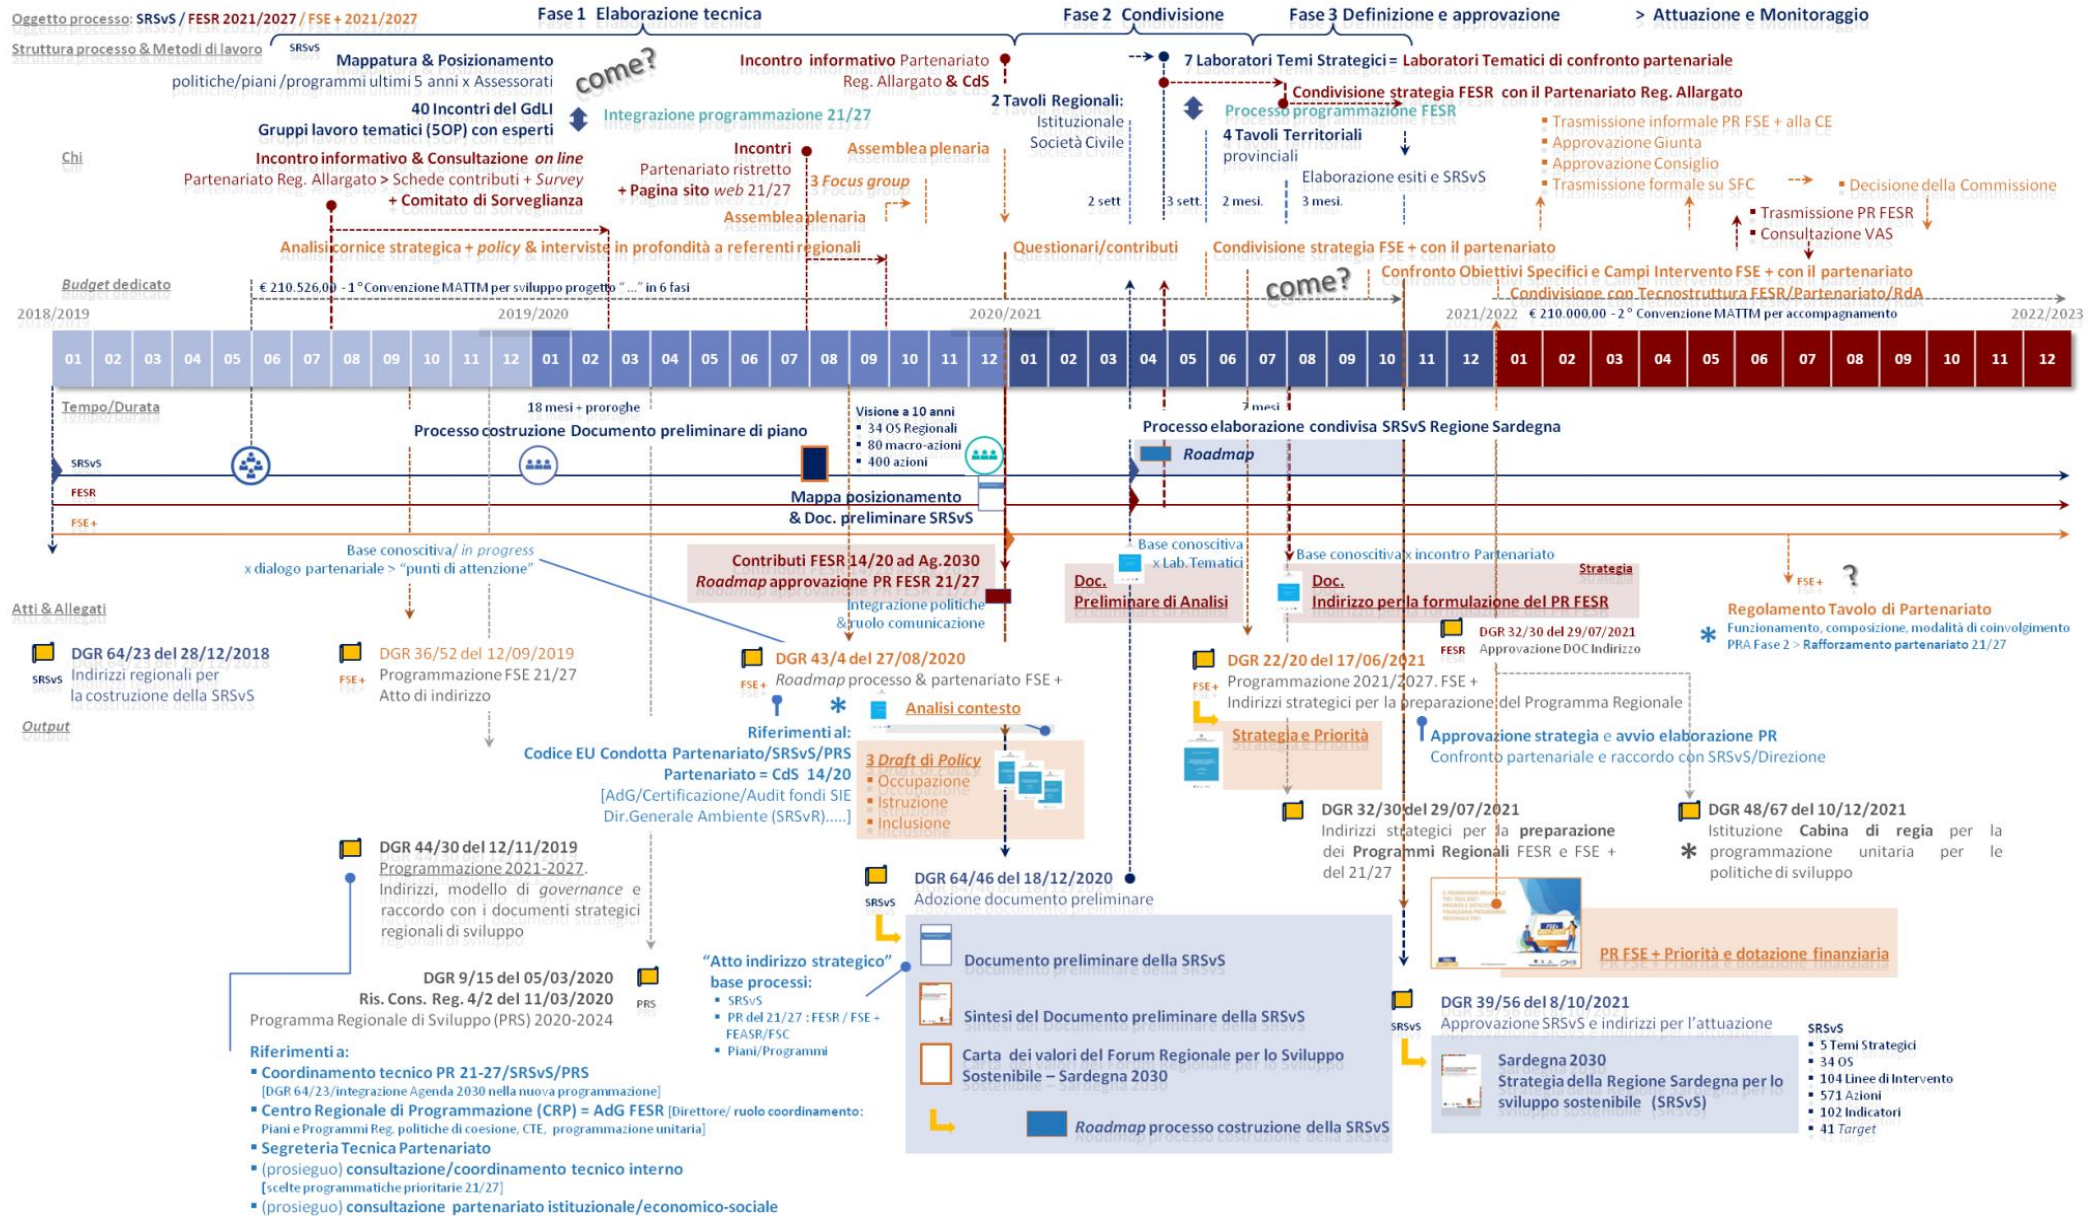 Oggetto processo: SRSvS / FESR 2021/2027 / FSE + 2021/2027
Fase 1 Elaborazione tecnica
Fase 2 Condivisione
Fase 3 Definizione e approvazione
> Attuazione e Monitoraggio
Struttura processo & Metodi di lavoro
SRSvS
Mappatura & Posizionamento
politiche/piani/programmi ultimi 5 anni x Assessorati
come?
40 Incontri del GdLI
Gruppi lavoro tematici (5OP) con esperti
Integrazione programmazione 21/27
Incontro informativo Partenariato
Reg. Allargato & CdS
2 Tavoli Regionali:
Istituzionale
Società Civile
7 Laboratori Temi Strategici = Laboratori Tematici di confronto partenariale
Condivisione strategia FESR con il Partenariato Reg. Allargato
Processo programmazione FESR
4 Tavoli Territoriali
provinciali
Elaborazione esiti e SRSvS
▪ Trasmissione informale PR FSE + alla CE
▪ Approvazione Giunta
▪ Approvazione Consiglio
▪ Trasmissione formale su SFC
▪ Decisione della Commissione
▪ Trasmissione PR FESR
▪ Consultazione VAS
Chi
Incontro informativo & Consultazione on line
Partenariato Reg. Allargato > Schede contributi + Survey
+ Comitato di Sorveglianza
Incontri
Partenariato ristretto
+ Pagina sito web 21/27
Assemblea plenaria
3 Focus group
Assemblea plenaria
2 sett
3 sett.
2 mesi.
3 mesi.
Analisi cornice strategica + policy & interviste in profondità a referenti regionali
Questionari/contributi
Condivisione strategia FSE + con il partenariato
come?
Confronto Obiettivi Specifici e Campi Intervento FSE + con il partenariato
Condivisione con Tecnostruttura FESR/Partenariato/RdA
Budget dedicato
€ 210.526,00 - 1° Convenzione MATTM per sviluppo progetto "..." in 6 fasi
€ 210.000,00 - 2° Convenzione MATTM per accompagnamento
2018/2019
2019/2020
2020/2021
2021/2022
2022/2023
01 02 03 04 05 06 07 08 09 10 11 12 01 02 03 04 05 06 07 08 09 10 11 12 01 02 03 04 05 06 07 08 09 10 11 12 01 02 03 04 05 06 07 08 09 10 11 12
Tempo/Durata
18 mesi + proroghe
7 mesi
Processo costruzione Documento preliminare di piano
Visione a 10 anni
▪ 34 OS Regionali
▪ 80 macro-azioni
▪ 400 azioni
Processo elaborazione condivisa SRSvS Regione Sardegna
Roadmap
SRSvS
FESR
FSE+
Mappa posizionamento
& Doc. preliminare SRSvS
Base conoscitiva/ in progress
x dialogo partenariale > "punti di attenzione"
Contributi FESR 14/20 ad Ag.2030
Roadmap approvazione PR FESR 21/27
Integrazione politiche
& ruolo comunicazione
Base conoscitiva
x Lab. Tematici
Doc.
Preliminare di Analisi
Base conoscitiva x incontro Partenariato
Strategia
Doc.
Indirizzo per la formulazione del PR FESR
FSE+
?
Regolamento Tavolo di Partenariato
* Funzionamento, composizione, modalità di coinvolgimento
PRA Fase 2 > Rafforzamento partenariato 21/27
Atti & Allegati
SRSvS
DGR 64/23 del 28/12/2018
Indirizzi regionali per
la costruzione della SRSvS
FSE+
DGR 36/52 del 12/09/2019
Programmazione FSE 21/27
Atto di indirizzo
FSE+
DGR 43/4 del 27/08/2020
Roadmap processo & partenariato FSE +
*
Analisi contesto
FSE+
DGR 22/20 del 17/06/2021
Programmazione 2021/2027. FSE +
Indirizzi strategici per la preparazione del Programma Regionale
FESR
DGR 32/30 del 29/07/2021
Approvazione DOC Indirizzo
Output
Riferimenti al:
Codice EU Condotta Partenariato/SRSvS/PRS
Partenariato = CdS 14/20
[AdG/Certificazione/Audit fondi SIE
Dir.Generale Ambiente (SRSvR).....]
3 Draft di Policy
▪ Occupazione
▪ Istruzione
▪ Inclusione
Strategia e Priorità
Approvazione strategia e avvio elaborazione PR
Confronto partenariale e raccordo con SRSvS/Direzione
DGR 32/30 del 29/07/2021
Indirizzi strategici per la preparazione
dei Programmi Regionali FESR e FSE +
del 21/27
DGR 48/67 del 10/12/2021
Istituzione Cabina di regia per la
* programmazione unitaria per le
politiche di sviluppo
DGR 44/30 del 12/11/2019
Programmazione 2021-2027.
Indirizzi, modello di governance e
raccordo con i documenti strategici
regionali di sviluppo
SRSvS
DGR 64/46 del 18/12/2020
Adozione documento preliminare
PR FSE + Priorità e dotazione finanziaria
DGR 9/15 del 05/03/2020
Ris. Cons. Reg. 4/2 del 11/03/2020
Programma Regionale di Sviluppo (PRS) 2020-2024
PRS
"Atto indirizzo strategico"
base processi:
▪ SRSvS
▪ PR del 21/27 : FESR / FSE +
FEASR/FSC
▪ Piani/Programmi
Documento preliminare della SRSvS
Sintesi del Documento preliminare della SRSvS
Carta dei valori del Forum Regionale per lo Sviluppo
Sostenibile – Sardegna 2030
Roadmap processo costruzione della SRSvS
SRSvS
DGR 39/56 del 8/10/2021
Approvazione SRSvS e indirizzi per l'attuazione
Sardegna 2030
Strategia della Regione Sardegna per lo
sviluppo sostenibile (SRSvS)
SRSvS
▪ 5 Temi Strategici
▪ 34 OS
▪ 104 Linee di Intervento
▪ 571 Azioni
▪ 102 Indicatori
▪ 41 Target
Riferimenti a:
▪ Coordinamento tecnico PR 21-27/SRSvS/PRS
[DGR 64/23/integrazione Agenda 2030 nella nuova programmazione]
▪ Centro Regionale di Programmazione (CRP) = AdG FESR [Direttore/ ruolo coordinamento:
Piani e Programmi Reg. politiche di coesione, CTE, programmazione unitaria]
▪ Segreteria Tecnica Partenariato
▪ (prosieguo) consultazione/coordinamento tecnico interno
[scelte programmatiche prioritarie 21/27]
▪ (prosieguo) consultazione partenariato istituzionale/economico-sociale